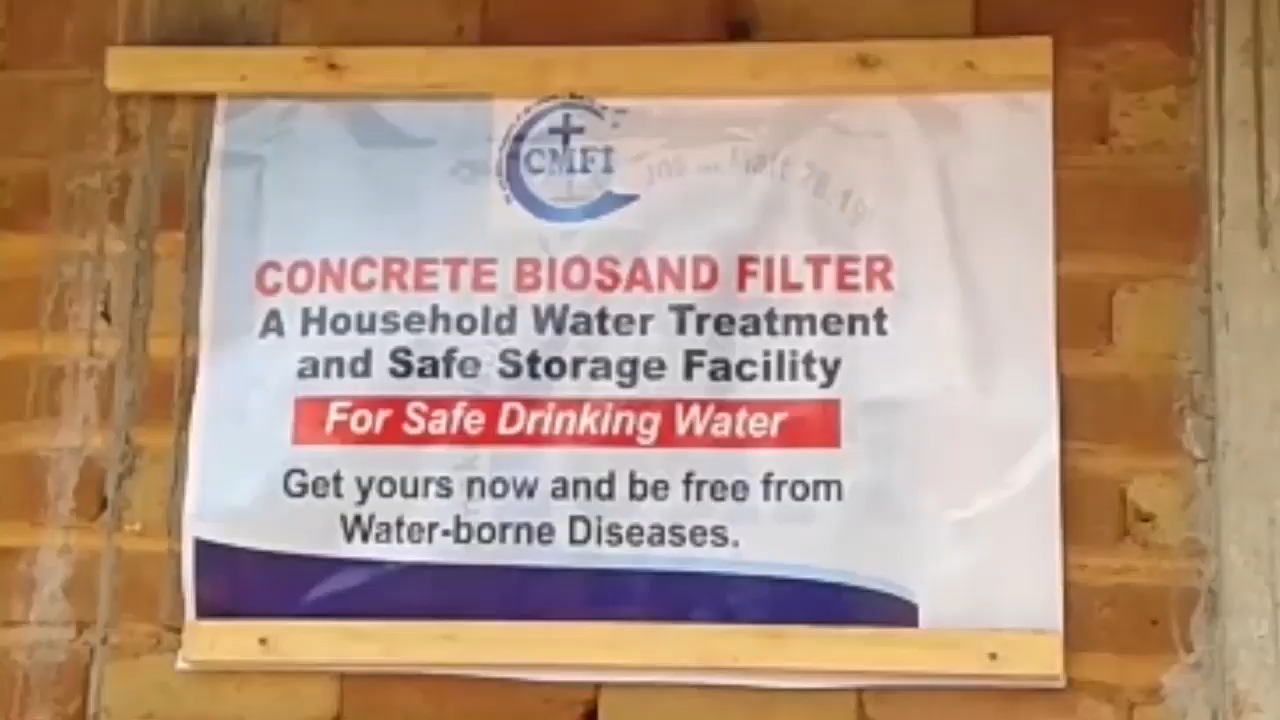 CMFI
CONCRETE BIOSAND FILTER
A Household Water Treatment
and Safe Storage Facility
For Safe Drinking Water
Get yours now and be free from
Water-borne Diseases.